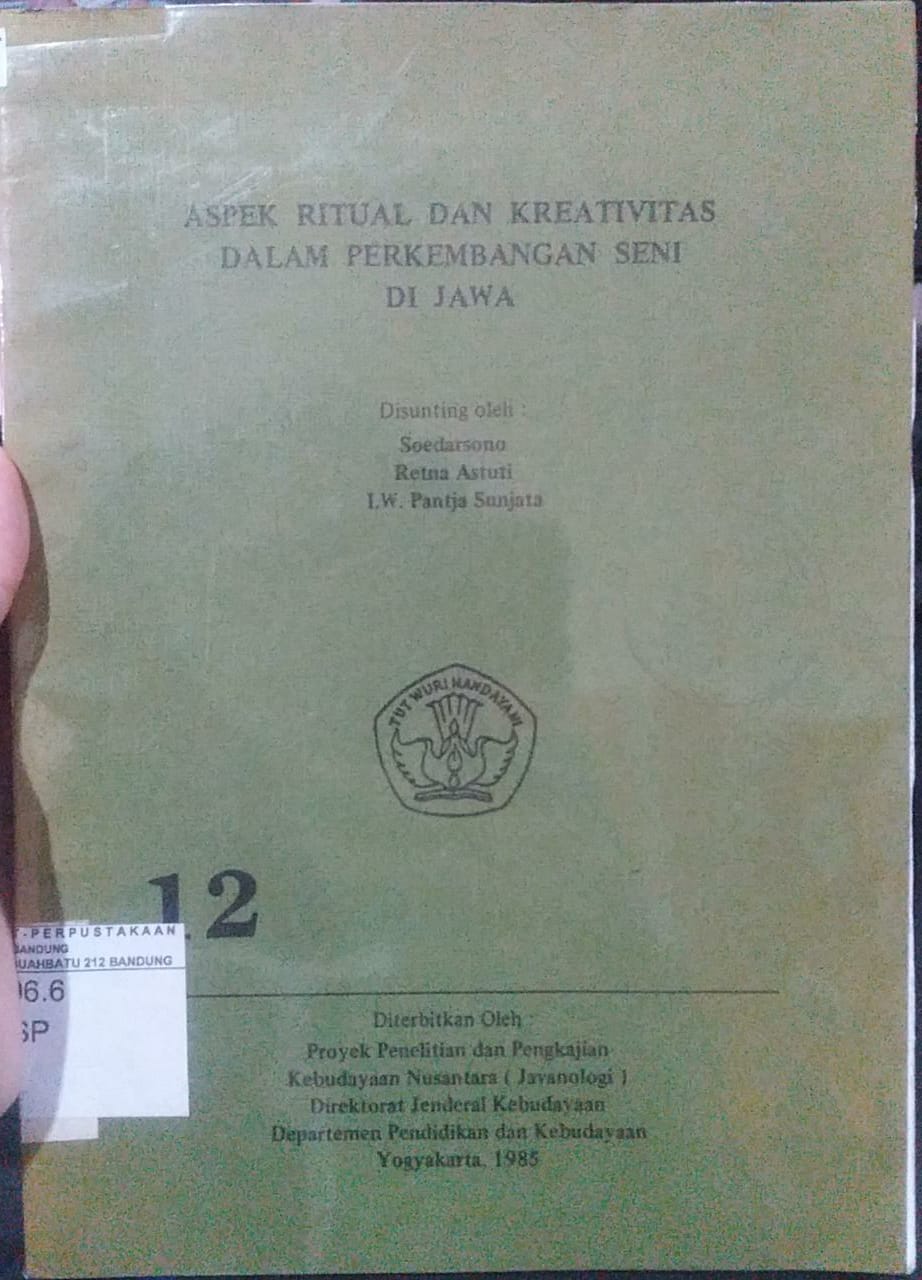 ASPEK RITUAL DAN KREATIVITAS
DALAM PERKEMBANGAN SENI
DI JAWA
Disunting oleh :
Soedarsono
Retna Astuti
I.W. Pantja Sunjata
TUT WURI HANDAYANI
12
T-PERPUSTAKAAN
BANDUNG
BUAHBATU 212 BANDUNG
06.6
SP
Diterbitkan Oleh :
Proyek Penelitian dan Pengkajian
Kebudayaan Nusantara ( Javanologi )
Direktorat Jenderal Kebudayaan
Departemen Pendidikan dan Kebudayaan
Yogyakarta, 1985